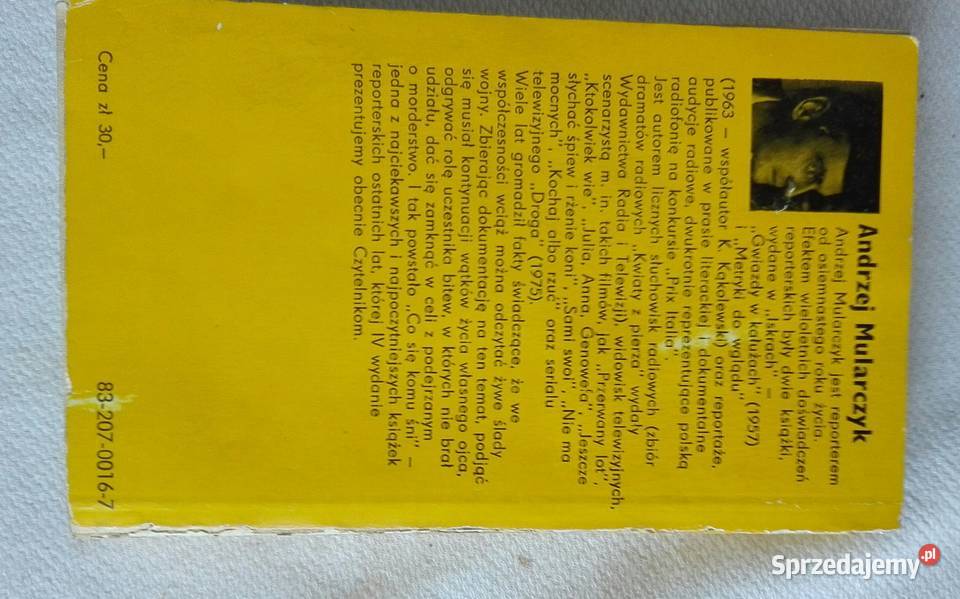 Andrzej Mularczyk
Andrzej Mularczyk jest reporterem
od osiemnastego roku życia.
Efektem wieloletnich doświadczeń
reporterskich były dwie książki,
wydane w „Iskrach" —
„Gwiazdy w kałużach" (1957)
i „Metryki do wglądu"
(1963 — współautor K. Kąkolewski) oraz reportaże,
publikowane w prasie literackiej i dokumentalne
audycje radiowe, dwukrotnie reprezentujące polską
radiofonię na konkursie „Prix Italia".
Jest autorem licznych słuchowisk radiowych (zbiór
dramatów radiowych „Kwiaty z pierza" wydały
Wydawnictwa Radia i Telewizji), widowisk telewizyjnych,
scenarzystą m. in. takich filmów, jak „Przerwany lot",
„Ktokolwiek wie", „Julia, Anna, Genowefa", „Jeszcze
słychać śpiew i rżenie koni", „Sami swoi", „Nie ma
mocnych", „Kochaj albo rzuć" oraz serialu
telewizyjnego „Droga" (1975).
Wiele lat gromadził fakty świadczące, że we
współczesności wciąż można odczytać żywe ślady
wojny. Zbierając dokumentację na ten temat, podjąć
się musiał kontynuacji wątków życia własnego ojca,
odgrywać rolę uczestnika bitew, w których nie brał
udziału, dać się zamknąć w celi z podejrzanym
o morderstwo. I tak powstało „Co się komu śni" —
jedna z najciekawszych i najpoczytniejszych książek
reporterskich ostatnich lat, której IV wydanie
prezentujemy obecnie Czytelnikom.
Cena zł 30,—
83-207-0016-7
Sprzedajemy.pl